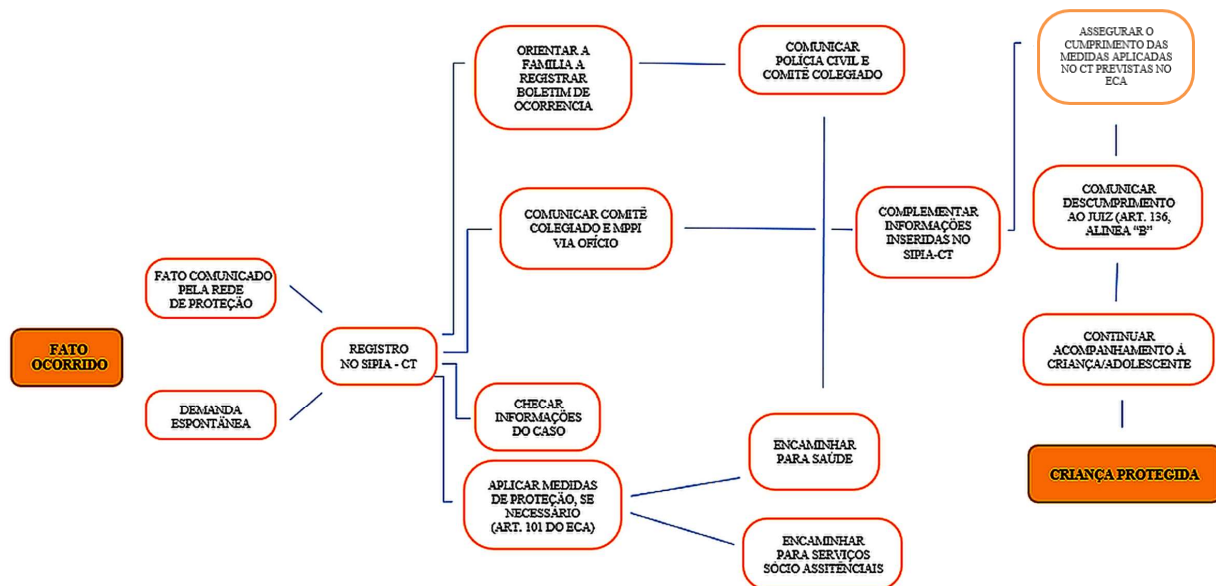 FATO
OCORRIDO
FATO COMUNICADO
PELA REDE
DE PROTEÇÃO
DEMANDA
ESPONTÂNEA
REGISTRO
NO SIPIA - CT
ORIENTAR A
FAMILIA A
REGISTRAR
BOLETIM DE
OCORRENCIA
COMUNICAR COMITÊ
COLEGIADO E MPPI
VIA OFÍCIO
CHECAR
INFORMAÇÕES
DO CASO
APLICAR MEDIDAS
DE PROTEÇÃO, SE
NECESSÁRIO
(ART. 101 DO ECA)
COMUNICAR
POLÍCIA CIVIL E
COMITÊ COLEGIADO
ENCAMINHAR
PARA SAÚDE
ENCAMINHAR
PARA SERVIÇOS
SÓCIO ASSITÊNCIAIS
COMPLEMENTAR
INFORMAÇÕES
INSERIDAS NO
SIPIA-CT
ASSEGURAR O
CUMPRIMENTO DAS
MEDIDAS APLICADAS
NO CT PREVISTAS NO
ECA
COMUNICAR
DESCUMPRIMENTO
AO JUIZ (ART. 136,
ALINEA “B”
CONTINUAR
ACOMPANHAMENTO À
CRIANÇA/ADOLESCENTE
CRIANÇA PROTEGIDA